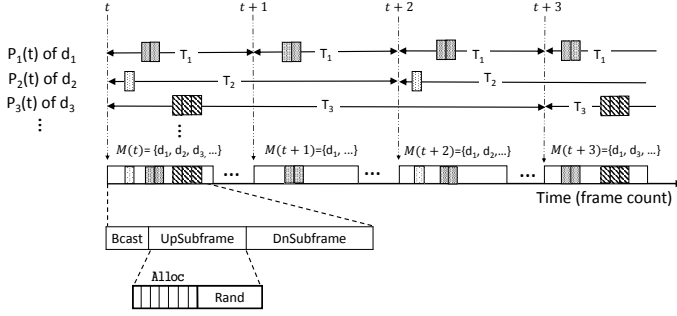 t t + 1 t + 2 t + 3
P₁(t) of d₁ T₁ T₁ T₁ T₁
P₂(t) of d₂ T₂ T₂
P₃(t) of d₃ T₃ T₃
⋮ ⋮
M(t)= {d₁, d₂, d₃, ...} M(t + 1)={d₁, ...} M(t + 2)={d₁, d₂,...} M(t + 3)={d₁, d₃, ...}
... ... ...
Time (frame count)
Bcast UpSubframe DnSubframe
Alloc
Rand